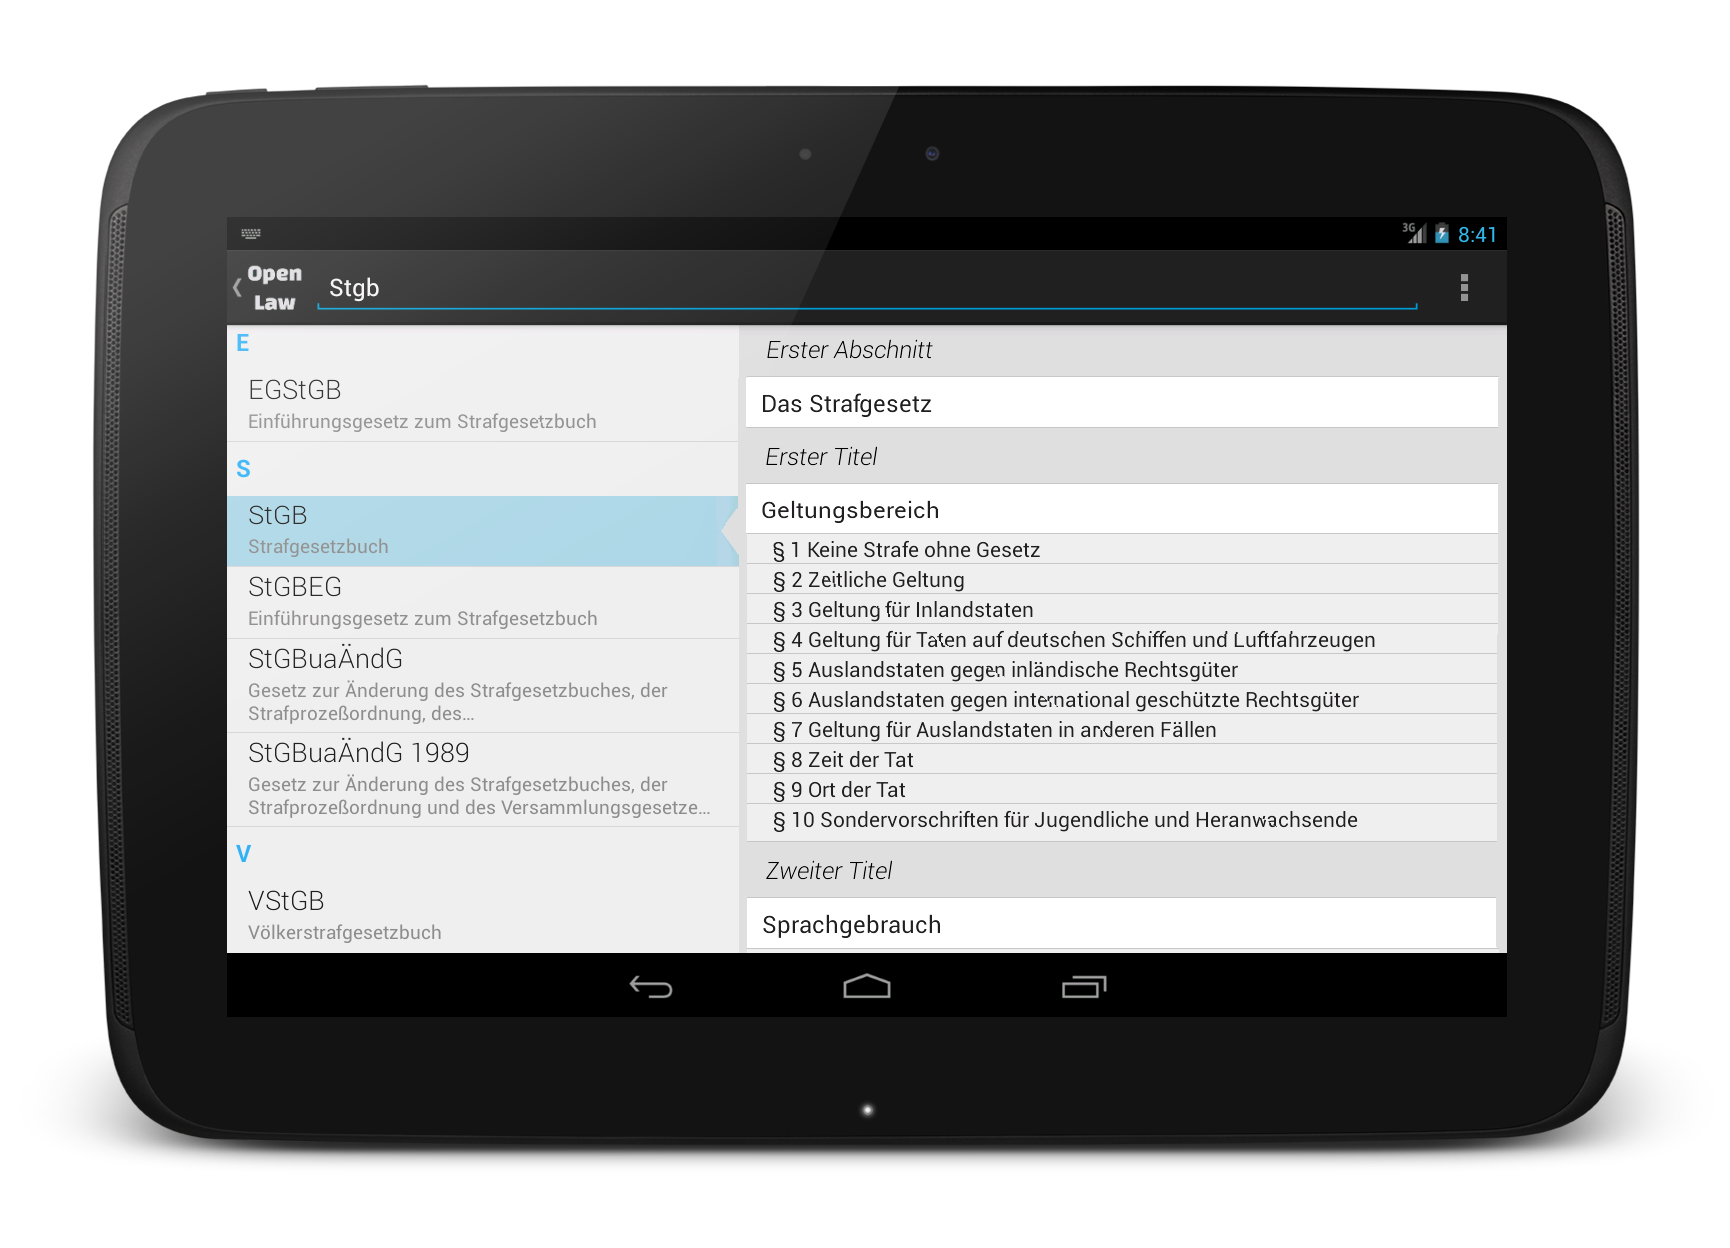 3G 8:41
Open
Law
Stgb
E
EGStGB
Einführungsgesetz zum Strafgesetzbuch
S
StGB
Strafgesetzbuch
StGBEG
Einführungsgesetz zum Strafgesetzbuch
StGBuaÄndG
Gesetz zur Änderung des Strafgesetzbuches, der
Strafprozeßordnung, des...
StGBuaÄndG 1989
Gesetz zur Änderung des Strafgesetzbuches, der
Strafprozeßordnung und des Versammlungsgesetze...
V
VStGB
Völkerstrafgesetzbuch
Erster Abschnitt
Das Strafgesetz
Erster Titel
Geltungsbereich
§ 1 Keine Strafe ohne Gesetz
§ 2 Zeitliche Geltung
§ 3 Geltung für Inlandstaten
§ 4 Geltung für Taten auf deutschen Schiffen und Luftfahrzeugen
§ 5 Auslandstaten gegen inländische Rechtsgüter
§ 6 Auslandstaten gegen international geschützte Rechtsgüter
§ 7 Geltung für Auslandstaten in anderen Fällen
§ 8 Zeit der Tat
§ 9 Ort der Tat
§ 10 Sondervorschriften für Jugendliche und Heranwachsende
Zweiter Titel
Sprachgebrauch